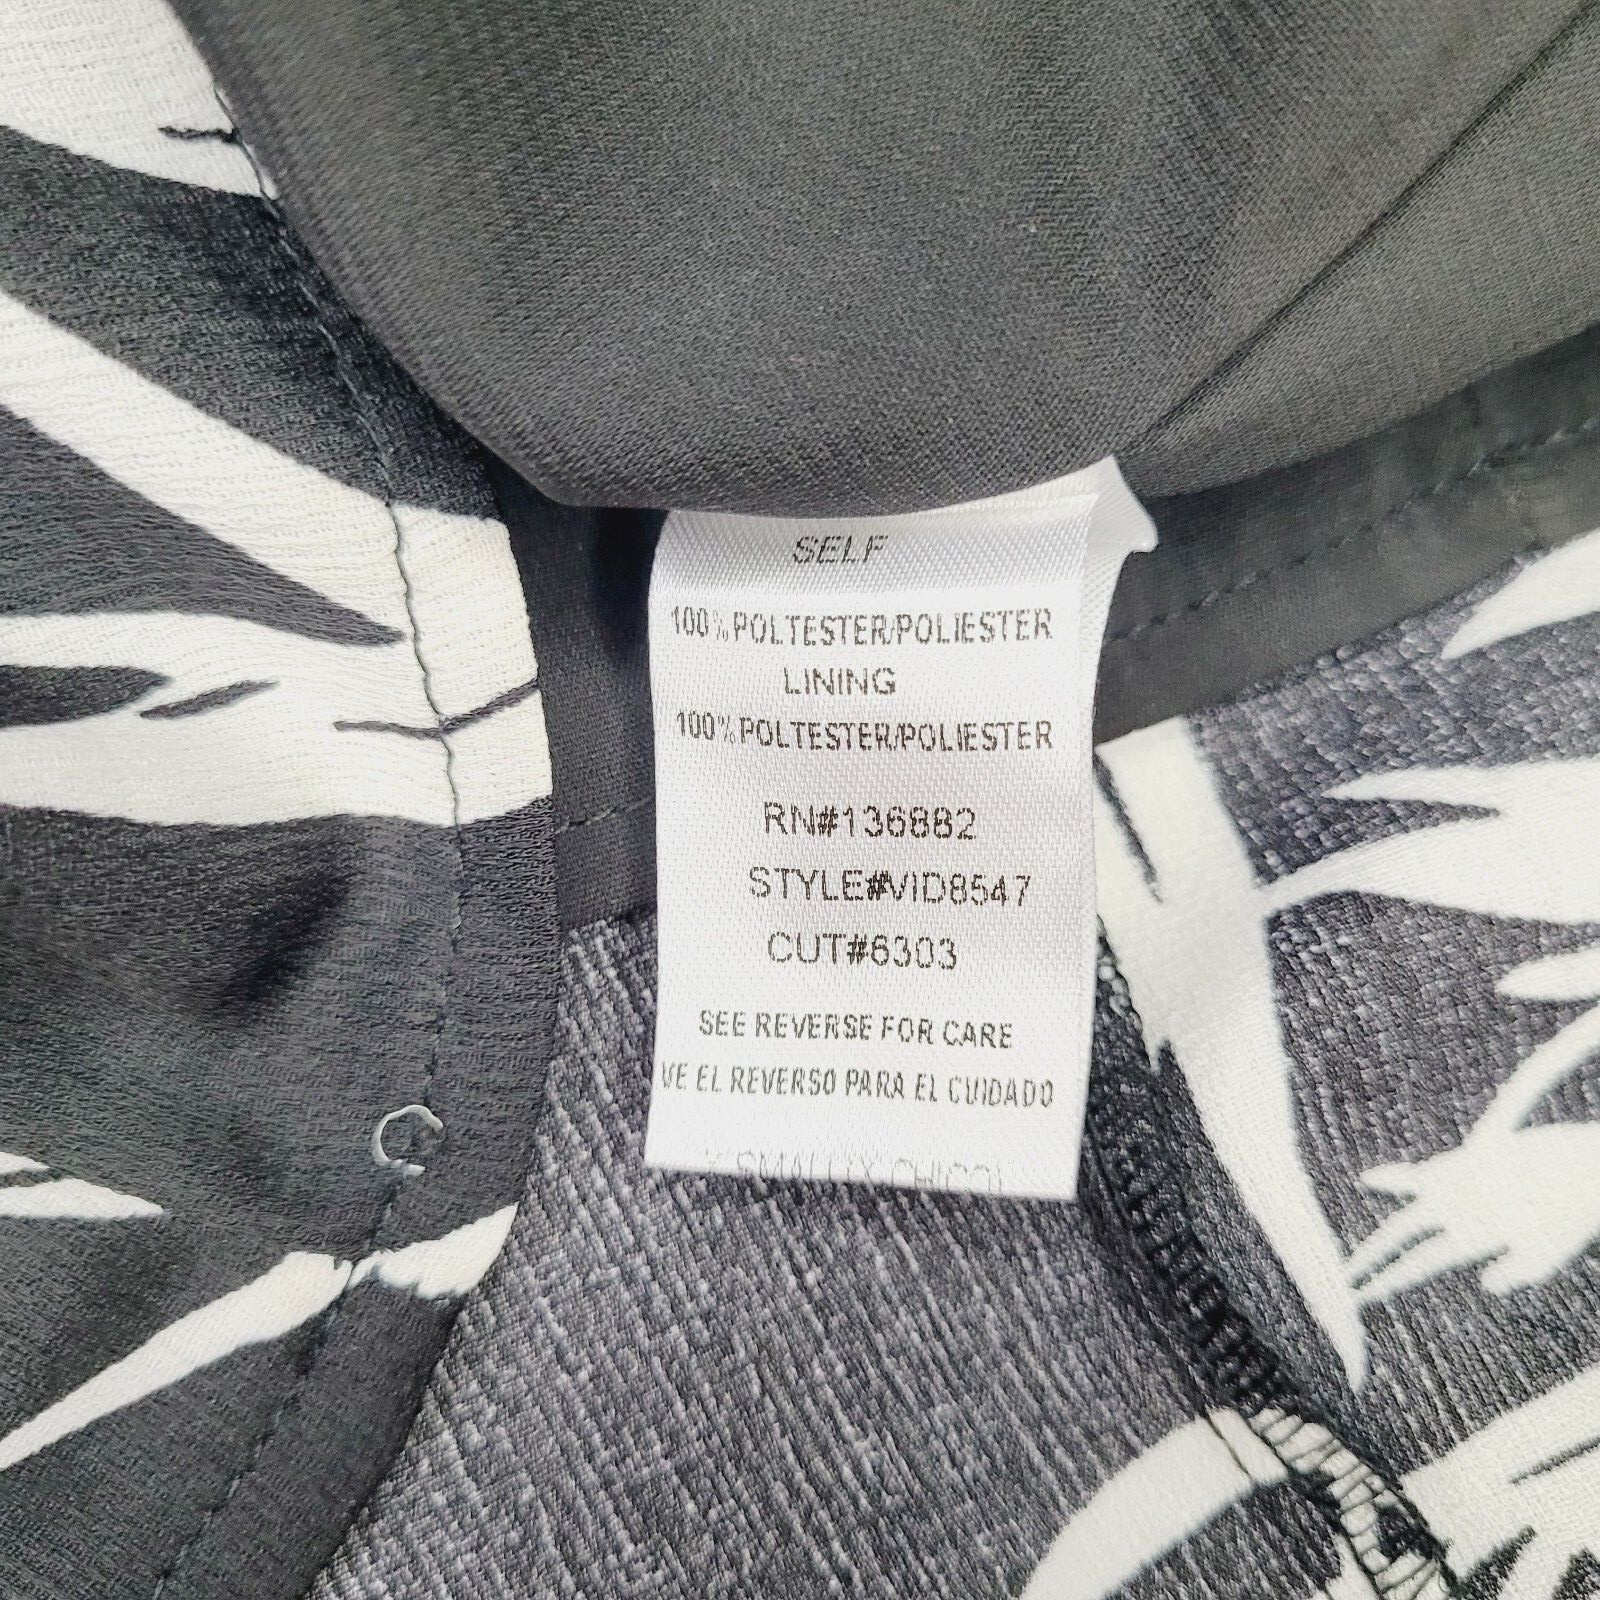 SELF
100% POLTESTER/POLIESTER
LINING
100% POLTESTER/POLIESTER
RN#136882
STYLE#VID8547
CUT#6303
SEE REVERSE FOR CARE
VE EL REVERSO PARA EL CUIDADO